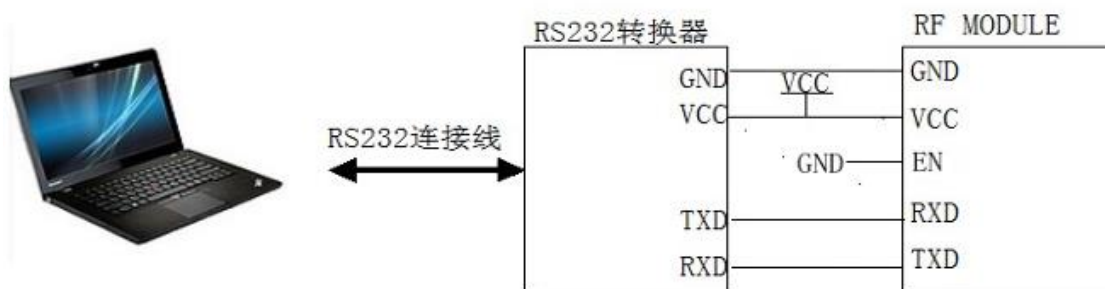 RS232转换器
RF MODULE
GND
GND
VCC
VCC
VCC
RS232连接线
GND
EN
TXD
RXD
RXD
TXD